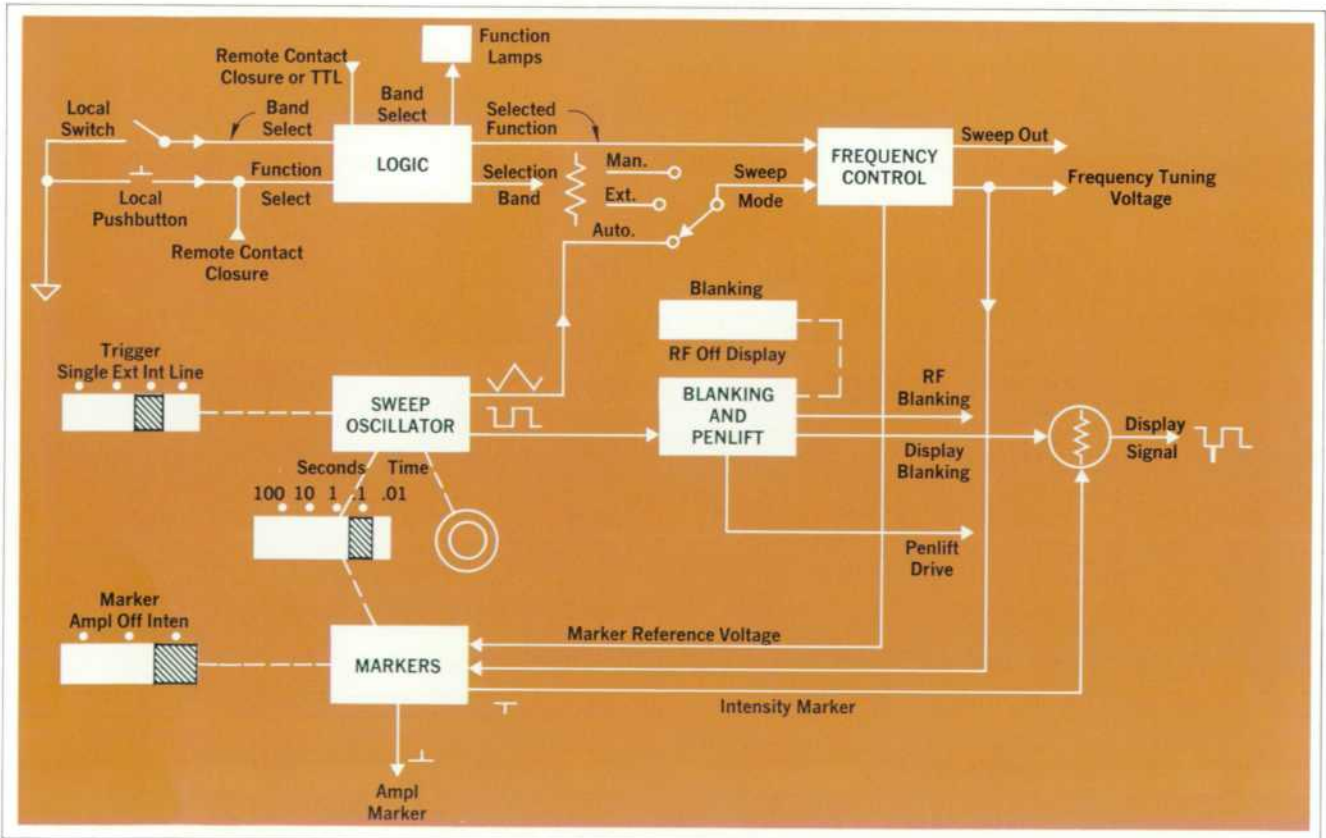 Function
Lamps
Remote Contact
Closure or TTL
Band
Select
Local
Switch
Band
Select
Selected
Function
LOGIC
Function
Select
Local
Pushbutton
Remote Contact
Closure
Selection
Band
Man.
Ext.
Auto.
Sweep
Mode
FREQUENCY
CONTROL
Sweep Out
Frequency Tuning
Voltage
Blanking
RF Off Display
Trigger
Single Ext Int Line
SWEEP
OSCILLATOR
BLANKING
AND
PENLIFT
RF
Blanking
Display
Blanking
Display
Signal
Seconds Time
100 10 1 .1 .01
Penlift
Drive
Marker
Ampl Off Inten
MARKERS
Marker Reference Voltage
Intensity Marker
Ampl
Marker